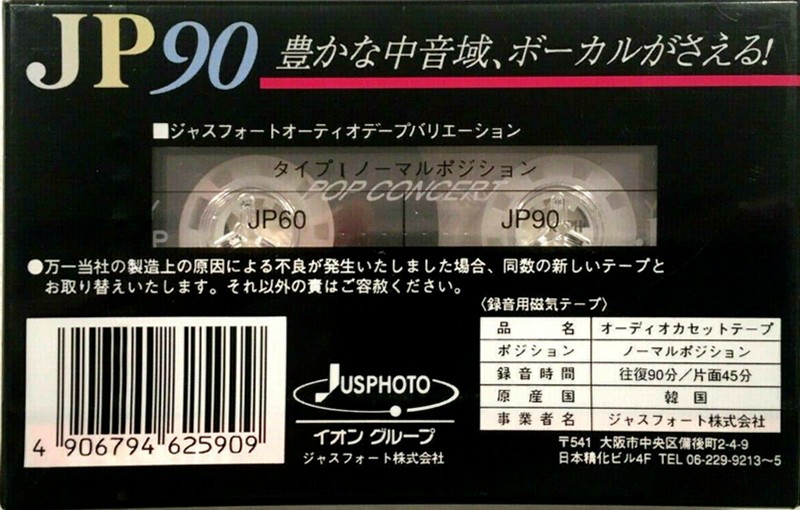 JP90 豊かな中音域、ボーカルがさえる!
■ジャスフォートオーディオテープバリエーション
タイプI ノーマルポジション
POP CONCERT
JP60 JP90
●万一当社の製造上の原因による不良が発生いたしました場合、同数の新しいテープと
お取り替えいたします。それ以外の責はご容赦ください。
〈録音用磁気テープ〉
品名 オーディオカセットテープ
ポジション ノーマルポジション
録音時間 往復90分/片面45分
原産国 韓国
事業者名 ジャスフォート株式会社
〒541 大阪市中央区備後町2-4-9
日本精化ビル4F TEL 06-229-9213～5
JUSPHOTO
イオン グループ
ジャスフォート株式会社
4 906794 625909